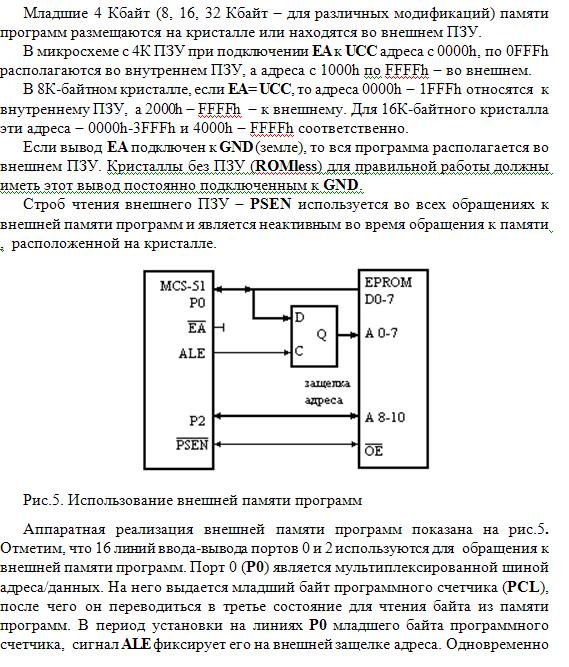 Младшие 4 Кбайт (8, 16, 32 Кбайт – для различных модификаций) памяти
программ размещаются на кристалле или находятся во внешнем ПЗУ.
В микросхеме с 4К ПЗУ при подключении EA к UCC адреса с 0000h, по 0FFFh
располагаются во внутреннем ПЗУ, а адреса с 1000h по FFFFh – во внешнем.
В 8К-байтном кристалле, если EA=UCC, то адреса 0000h – 1FFFh относятся к
внутреннему ПЗУ, а 2000h – FFFFh – к внешнему. Для 16К-байтного кристалла
эти адреса – 0000h-3FFFh и 4000h – FFFFh соответственно.
Если вывод EA подключен к GND (земле), то вся программа располагается во
внешнем ПЗУ. Кристаллы без ПЗУ (ROMless) для правильной работы должны
иметь этот вывод постоянно подключенным к GND.
Строб чтения внешнего ПЗУ – PSEN используется во всех обращениях к
внешней памяти программ и является неактивным во время обращения к памяти
, расположенной на кристалле.
MCS-51
P0
EA
ALE
P2
PSEN
D
Q
C
защелка
адреса
EPROM
D0-7
A 0-7
A 8-10
OE
Рис.5. Использование внешней памяти программ
Аппаратная реализация внешней памяти программ показана на рис.5.
Отметим, что 16 линий ввода-вывода портов 0 и 2 используются для обращения к
внешней памяти программ. Порт 0 (P0) является мультиплексированной шиной
адреса/данных. На него выдается младший байт программного счетчика (PCL),
после чего он переводиться в третье состояние для чтения байта из памяти
программ. В период установки на линиях P0 младшего байта программного
счетчика, сигнал ALE фиксирует его на внешней защелке адреса. Одновременно